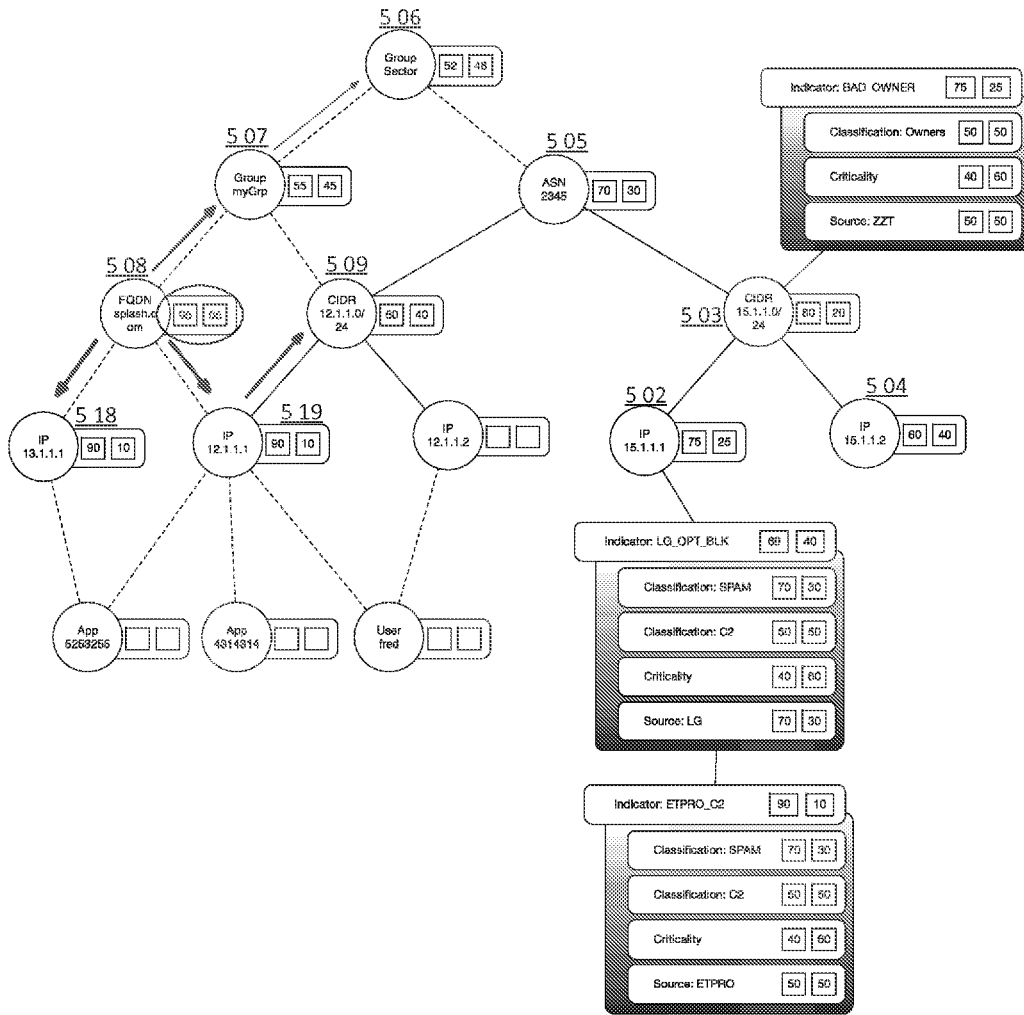 5 06
Group
Sector
52 48
5 07
Group
myGrp
55 45
5 05
ASN
2345
70 30
Indicator: BAD_OWNER 75 25
Classification: Owners 50 50
Criticality 40 60
Source: ZZT 50 50
5 08
FQDN
splash.c
om
5 09
CIDR
12.1.1.0/
24
60 40
5 03
CIDR
15.1.1.0/
24
80 20
5 18
IP
13.1.1.1
90 10
5 19
IP
12.1.1.1
90 10
IP
12.1.1.2
5 02
IP
15.1.1.1
75 25
5 04
IP
15.1.1.2
60 40
App
App
4314314
User
fred
Indicator: LG_OPT_BLK 69 40
Classification: SPAM 70 30
Classification: C2 50 50
Criticality 40 60
Source: LG 70 30
Indicator: ETPRO_C2 90 10
Classification: SPAM 70 30
Classification: C2 50 50
Criticality 40 60
Source: ETPRO 50 50